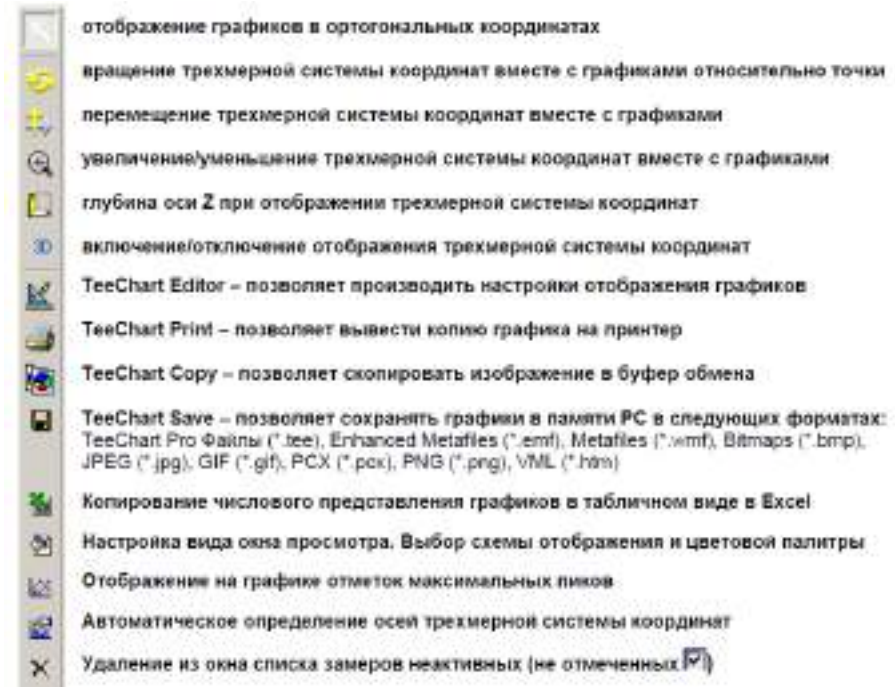 отображение графиков в ортогональных координатах
вращение трехмерной системы координат вместе с графиками относительно точки
перемещение трехмерной системы координат вместе с графиками
увеличение/уменьшение трехмерной системы координат вместе с графиками
глубина оси Z при отображении трехмерной системы координат
3D включение/отключение отображения трехмерной системы координат
TeeChart Editor – позволяет производить настройки отображения графиков
TeeChart Print – позволяет вывести копию графика на принтер
TeeChart Copy – позволяет скопировать изображение в буфер обмена
TeeChart Save – позволяет сохранять графики в памяти PC в следующих форматах:
TeeChart Pro Файлы (*.tee), Enhanced Metafiles (*.emf), Metafiles (*.wmf), Bitmaps (*.bmp),
JPEG (*.jpg), GIF (*.gif), PCX (*.pcx), PNG (*.png), VML (*.htm)
Копирование числового представления графиков в табличном виде в Excel
Настройка вида окна просмотра. Выбор схемы отображения и цветовой палитры
Отображение на графике отметок максимальных пиков
Автоматическое определение осей трехмерной системы координат
Удаление из окна списка замеров неактивных (не отмеченных )